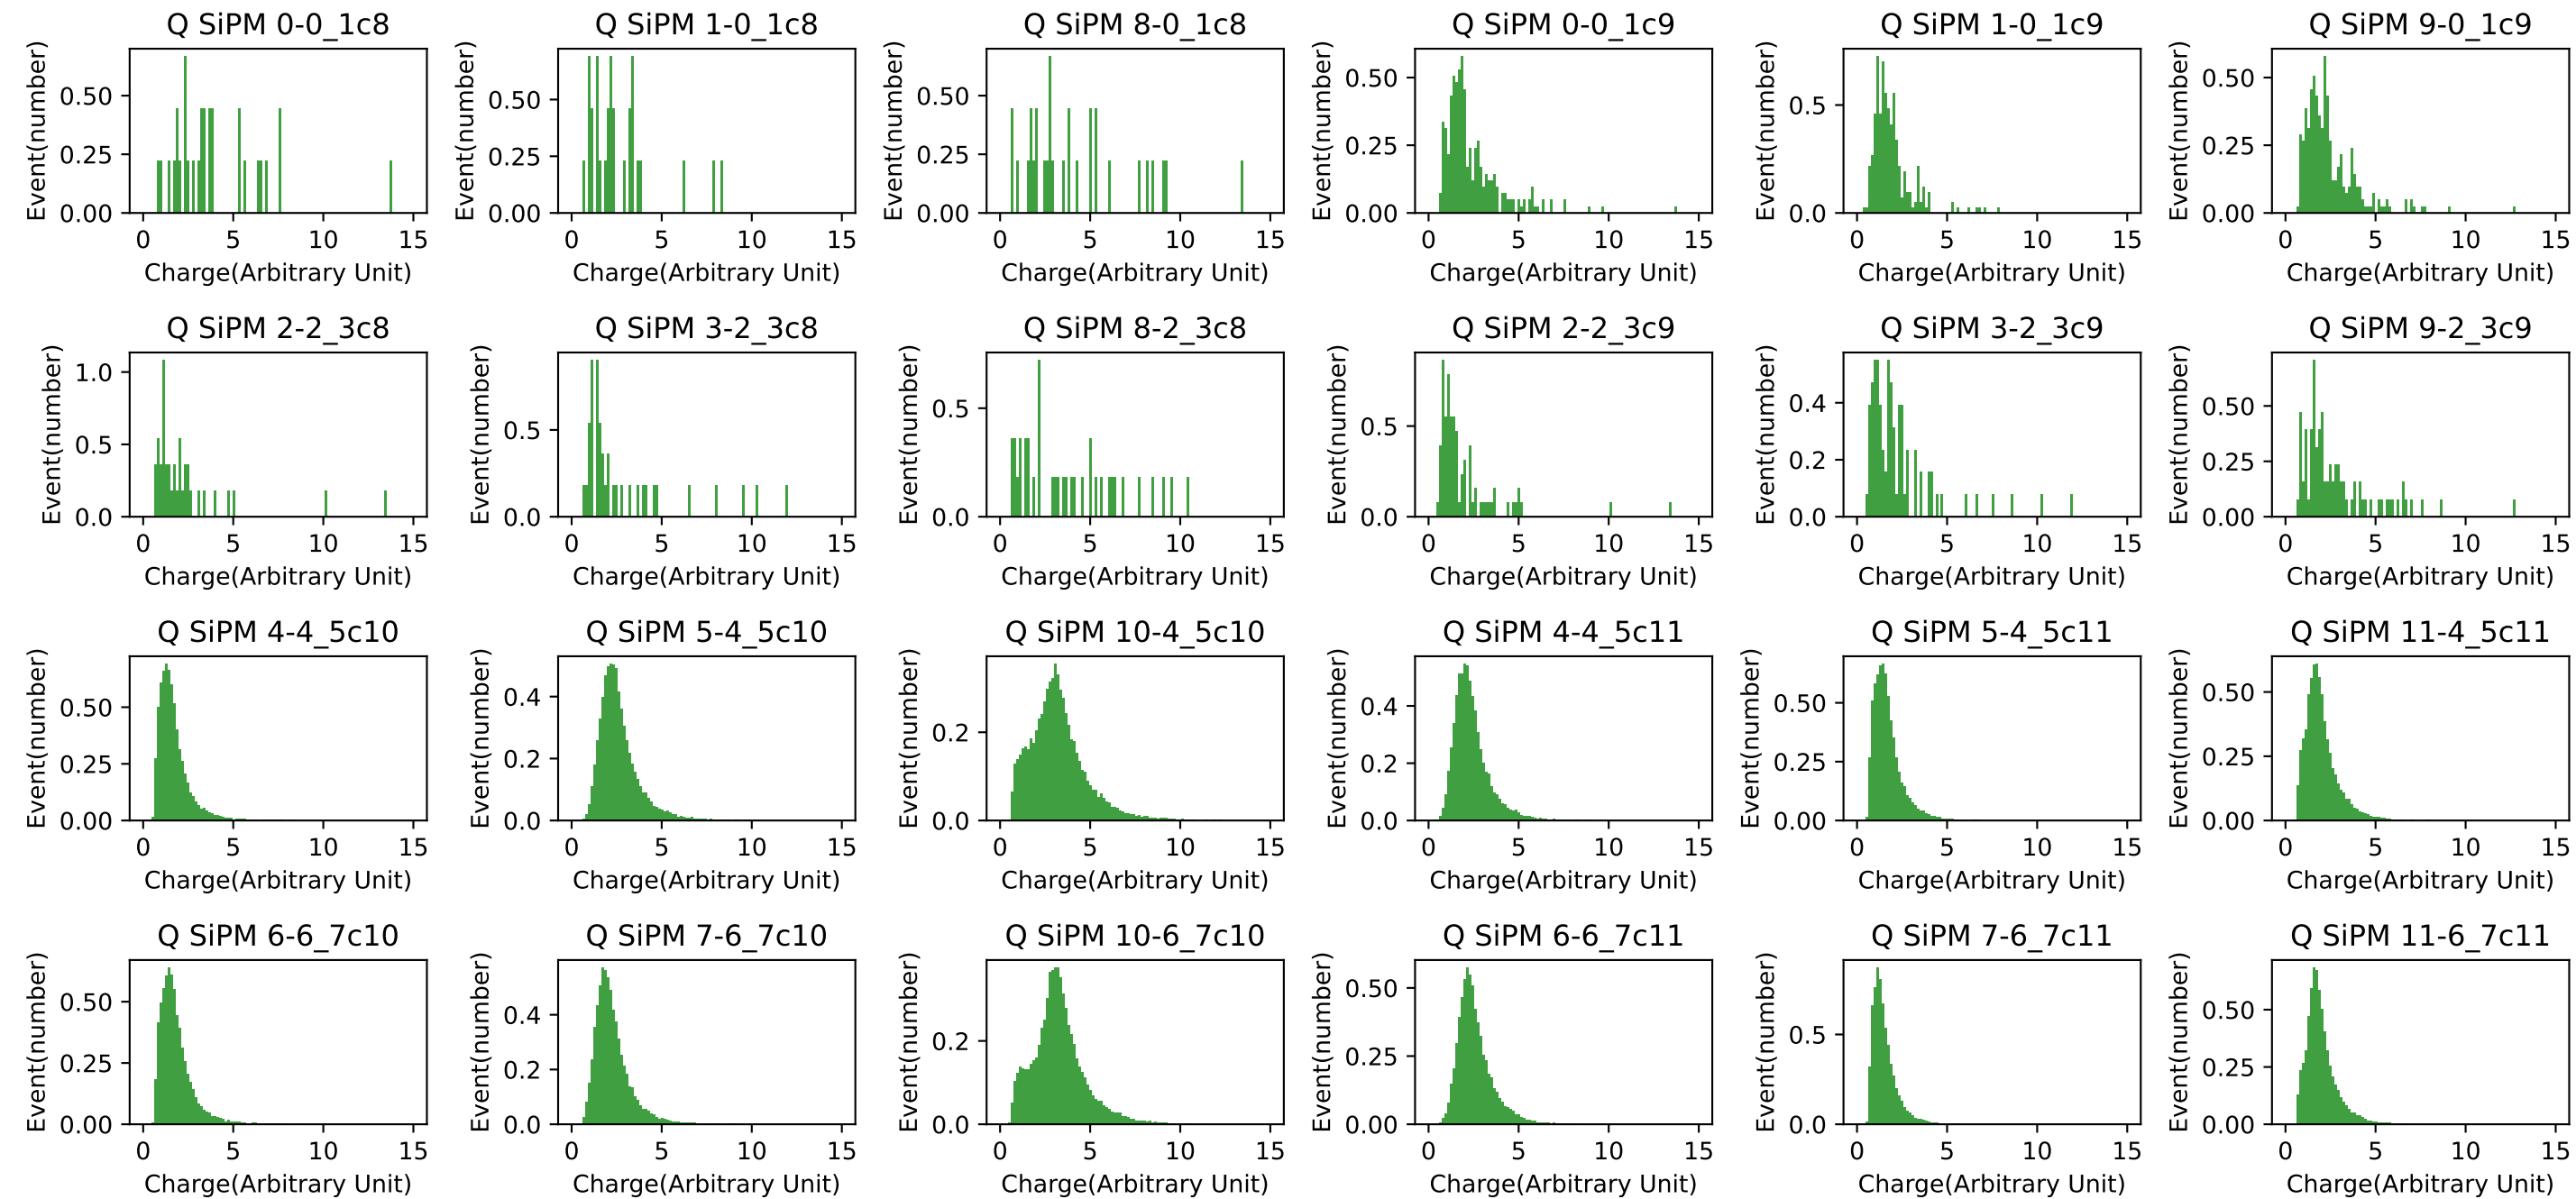 Q SiPM 0-0_1c8
Q SiPM 1-0_1c8
Q SiPM 8-0_1c8
Q SiPM 0-0_1c9
Q SiPM 1-0_1c9
Q SiPM 9-0_1c9
Event(number)
0.50
0.25
0.00
0 5 10 15
Charge(Arbitrary Unit)
Event(number)
0.50
0.25
0.00
0 5 10 15
Charge(Arbitrary Unit)
Event(number)
0.50
0.25
0.00
0 5 10 15
Charge(Arbitrary Unit)
Event(number)
0.50
0.25
0.00
0 5 10 15
Charge(Arbitrary Unit)
Event(number)
0.5
0.0
0 5 10 15
Charge(Arbitrary Unit)
Event(number)
0.50
0.25
0.00
0 5 10 15
Charge(Arbitrary Unit)
Q SiPM 2-2_3c8
Q SiPM 3-2_3c8
Q SiPM 8-2_3c8
Q SiPM 2-2_3c9
Q SiPM 3-2_3c9
Q SiPM 9-2_3c9
Event(number)
1.0
0.5
0.0
0 5 10 15
Charge(Arbitrary Unit)
Event(number)
0.5
0.0
0 5 10 15
Charge(Arbitrary Unit)
Event(number)
0.5
0.0
0 5 10 15
Charge(Arbitrary Unit)
Event(number)
0.5
0.0
0 5 10 15
Charge(Arbitrary Unit)
Event(number)
0.4
0.2
0.0
0 5 10 15
Charge(Arbitrary Unit)
Event(number)
0.50
0.25
0.00
0 5 10 15
Charge(Arbitrary Unit)
Q SiPM 4-4_5c10
Q SiPM 5-4_5c10
Q SiPM 10-4_5c10
Q SiPM 4-4_5c11
Q SiPM 5-4_5c11
Q SiPM 11-4_5c11
Event(number)
0.50
0.25
0.00
0 5 10 15
Charge(Arbitrary Unit)
Event(number)
0.4
0.2
0.0
0 5 10 15
Charge(Arbitrary Unit)
Event(number)
0.2
0.0
0 5 10 15
Charge(Arbitrary Unit)
Event(number)
0.4
0.2
0.0
0 5 10 15
Charge(Arbitrary Unit)
Event(number)
0.50
0.25
0.00
0 5 10 15
Charge(Arbitrary Unit)
Event(number)
0.50
0.25
0.00
0 5 10 15
Charge(Arbitrary Unit)
Q SiPM 6-6_7c10
Q SiPM 7-6_7c10
Q SiPM 10-6_7c10
Q SiPM 6-6_7c11
Q SiPM 7-6_7c11
Q SiPM 11-6_7c11
Event(number)
0.50
0.25
0.00
0 5 10 15
Charge(Arbitrary Unit)
Event(number)
0.4
0.2
0.0
0 5 10 15
Charge(Arbitrary Unit)
Event(number)
0.2
0.0
0 5 10 15
Charge(Arbitrary Unit)
Event(number)
0.50
0.25
0.00
0 5 10 15
Charge(Arbitrary Unit)
Event(number)
0.5
0.0
0 5 10 15
Charge(Arbitrary Unit)
Event(number)
0.50
0.25
0.00
0 5 10 15
Charge(Arbitrary Unit)